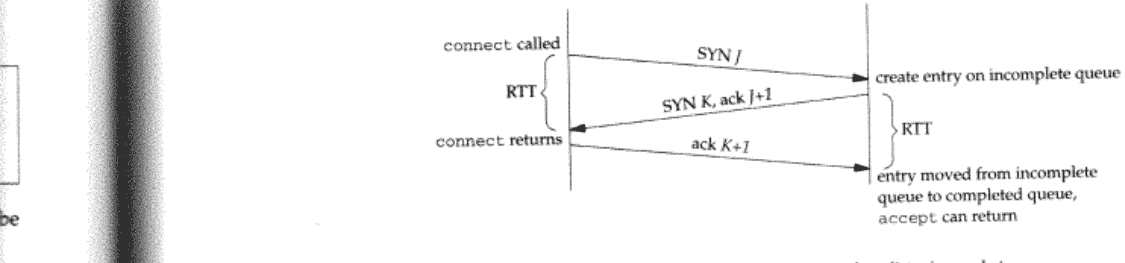 connect called
SYN J
create entry on incomplete queue
RTT
SYN K, ack J+1
RTT
connect returns
ack K+1
entry moved from incomplete
queue to completed queue,
accept can return
be